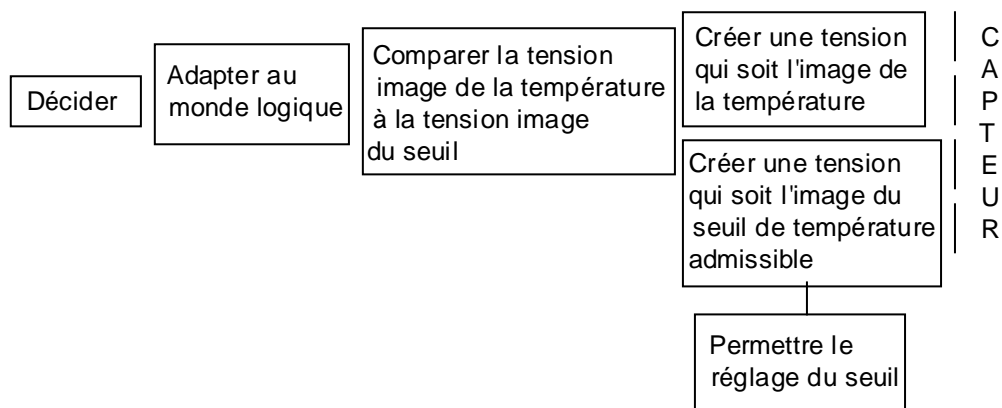 Décider
Adapter au
monde logique
Comparer la tension
image de la température
à la tension image
du seuil
Créer une tension
qui soit l'image de
la température
Créer une tension
qui soit l'image du
seuil de température
admissible
Permettre le
réglage du seuil
C
A
P
T
E
U
R